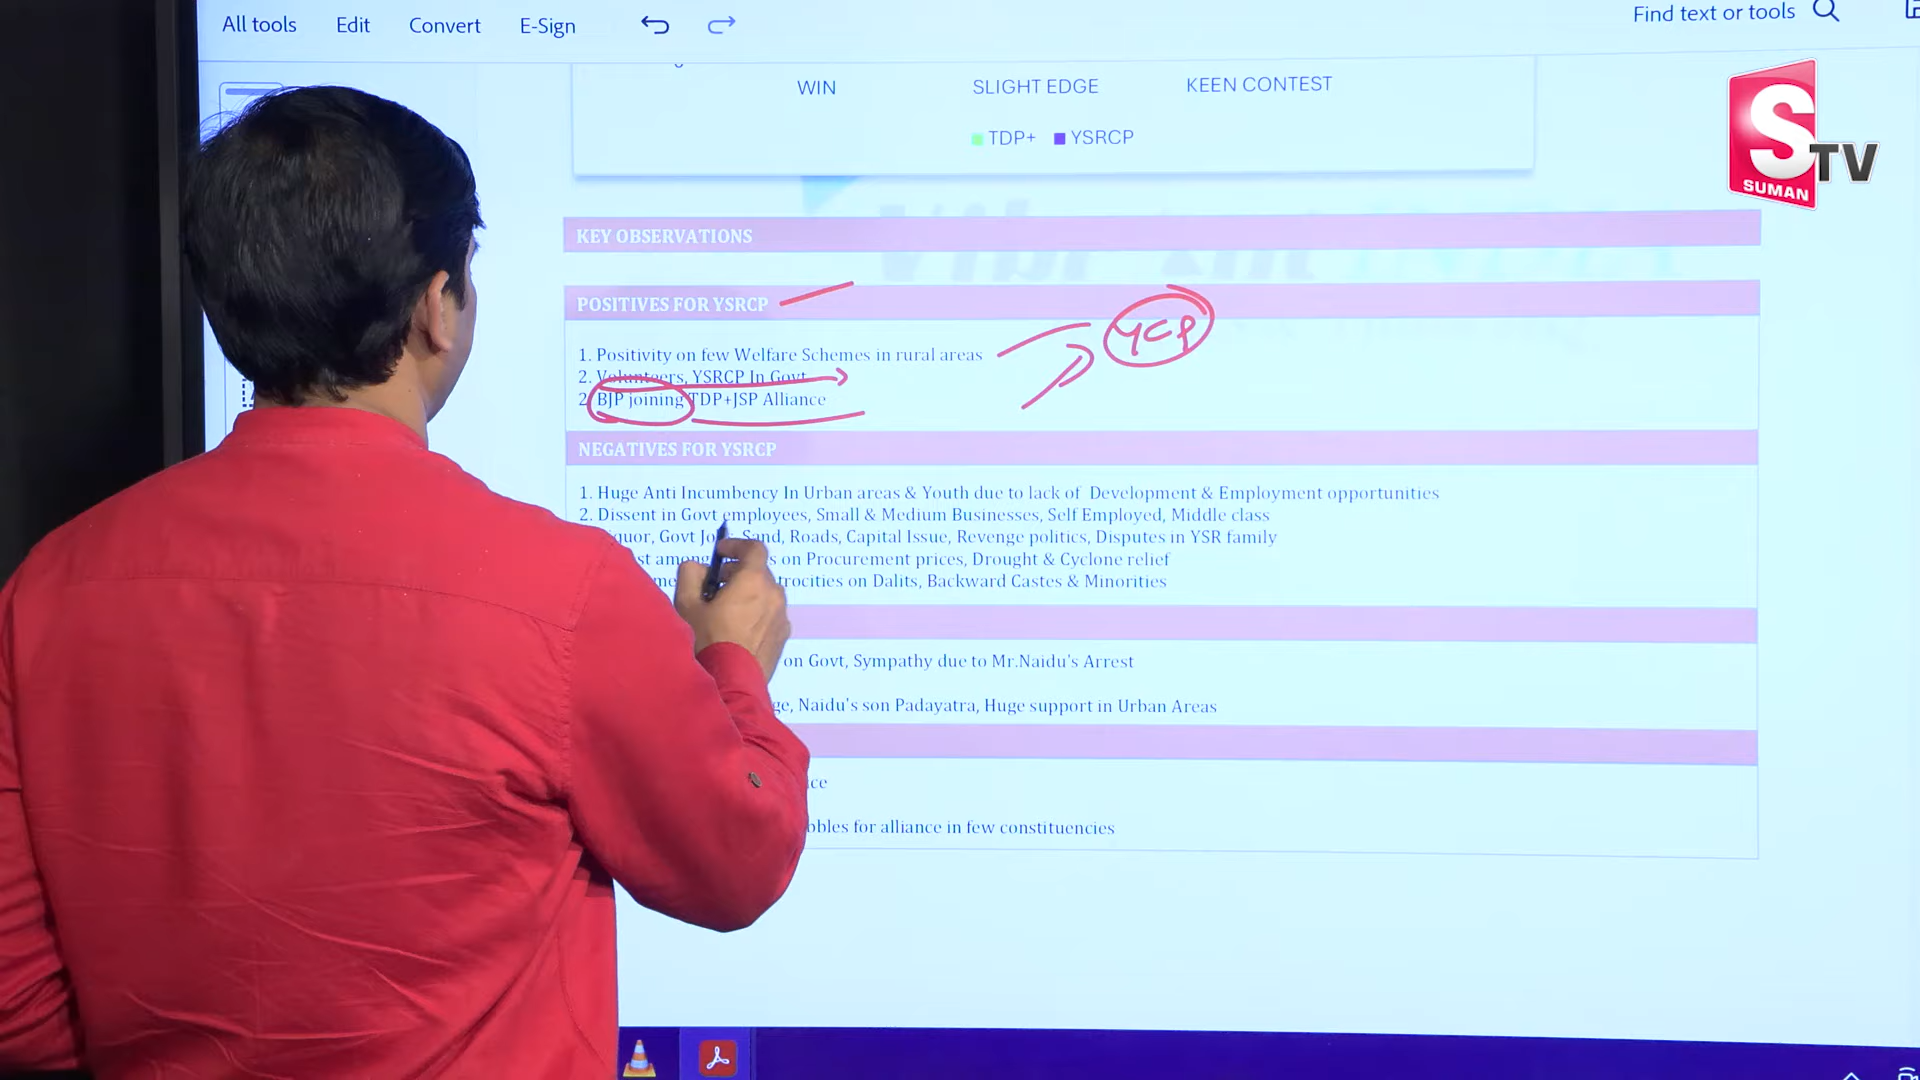 All tools Edit Convert E-Sign Find text or tools
WIN SLIGHT EDGE KEEN CONTEST
TDP+ YSRCP
S TV
SUMAN
KEY OBSERVATIONS
POSITIVES FOR YSRCP
YCP
1. Positivity on few Welfare Schemes in rural areas
2. Volunteers, YSRCP In Govt
2. BJP joining TDP+JSP Alliance
NEGATIVES FOR YSRCP
1. Huge Anti Incumbency In Urban areas & Youth due to lack of Development & Employment opportunities
2. Dissent in Govt employees, Small & Medium Businesses, Self Employed, Middle class
Govt Sand, Roads, Capital Issue, Revenge politics, Disputes in YSR family
on Procurement prices, Drought & Cyclone relief
on Dalits, Backward Castes & Minorities
on Govt, Sympathy due to Mr.Naidu's Arrest
Naidu's son Padayatra, Huge support in Urban Areas
for alliance in few constituencies